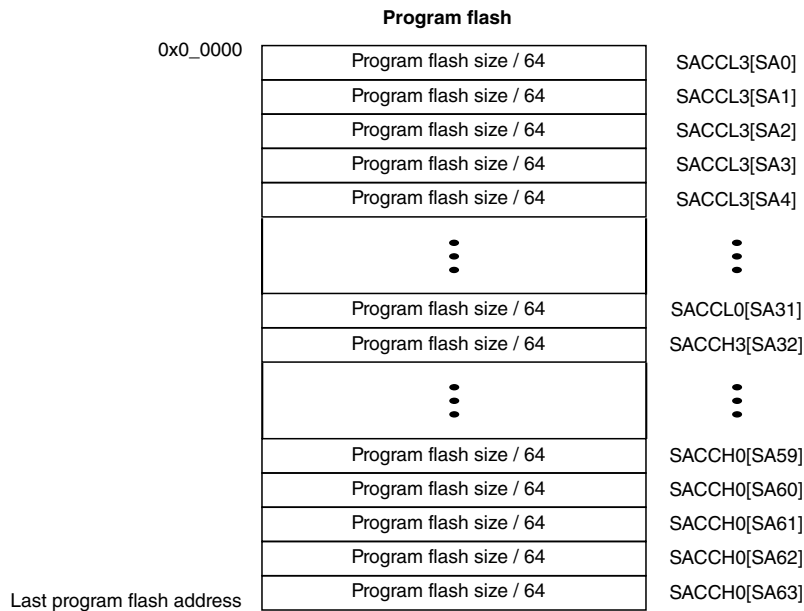 Program flash
0x0_0000
Program flash size / 64 SACCL3[SA0]
Program flash size / 64 SACCL3[SA1]
Program flash size / 64 SACCL3[SA2]
Program flash size / 64 SACCL3[SA3]
Program flash size / 64 SACCL3[SA4]
Program flash size / 64 SACCL0[SA31]
Program flash size / 64 SACCH3[SA32]
Program flash size / 64 SACCH0[SA59]
Program flash size / 64 SACCH0[SA60]
Program flash size / 64 SACCH0[SA61]
Program flash size / 64 SACCH0[SA62]
Program flash size / 64 SACCH0[SA63]
Last program flash address